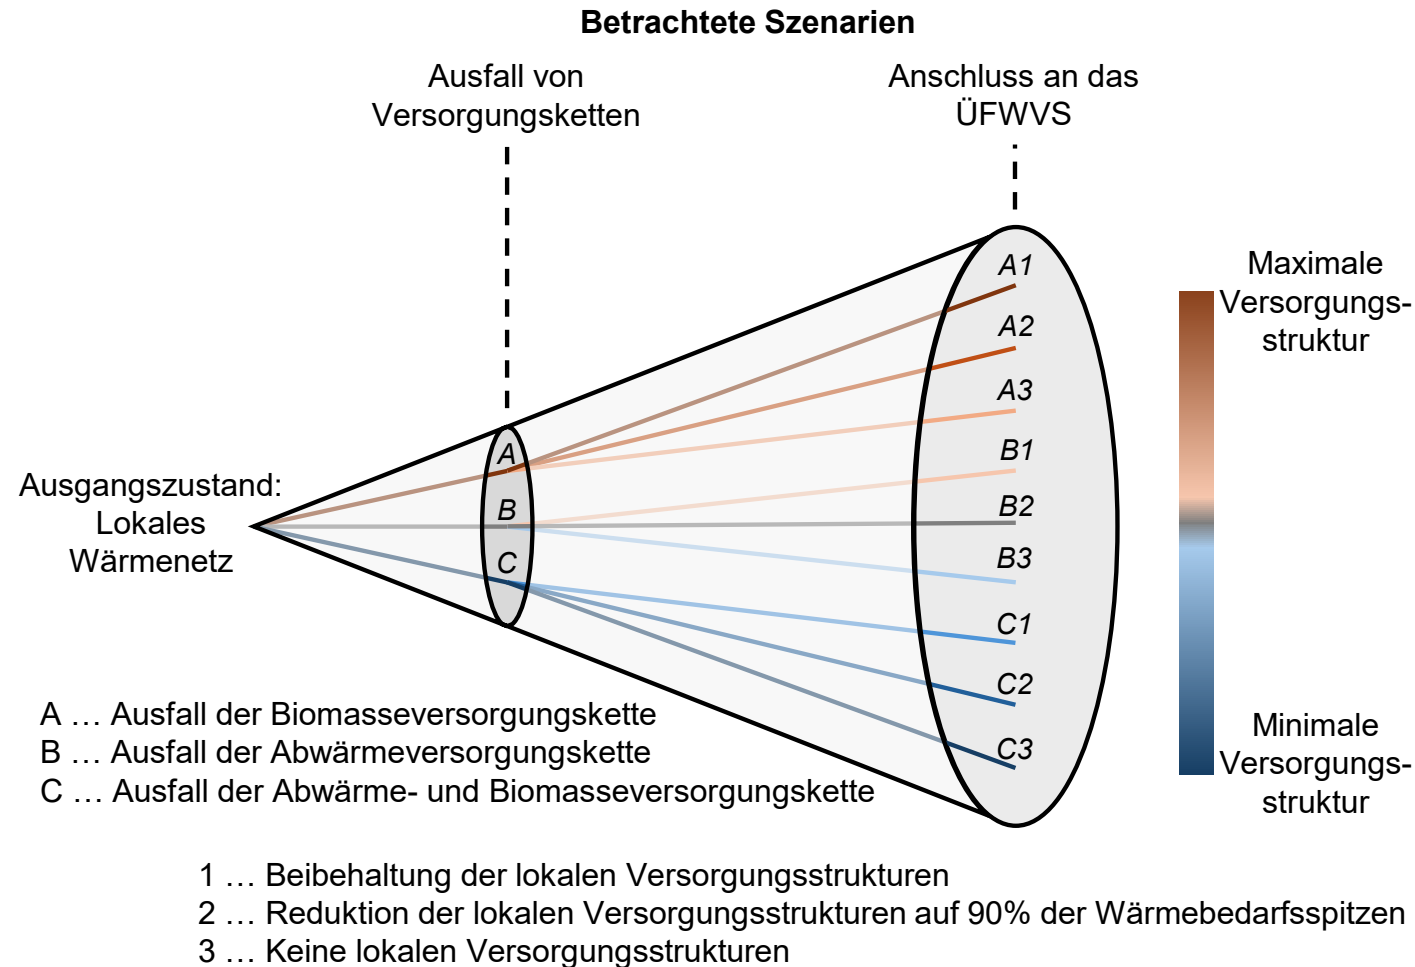 Betrachtete Szenarien
Ausfall von
Versorgungsketten
Anschluss an das
ÜFWVS
A1
A2
A3
B1
B2
B3
C1
C2
C3
A
B
C
Ausgangszustand:
Lokales
Wärmenetz
Maximale
Versorgungs-
struktur
Minimale
Versorgungs-
struktur
A … Ausfall der Biomasseversorgungskette
B … Ausfall der Abwärmeversorgungskette
C … Ausfall der Abwärme- und Biomasseversorgungskette
1 … Beibehaltung der lokalen Versorgungsstrukturen
2 … Reduktion der lokalen Versorgungsstrukturen auf 90% der Wärmebedarfsspitzen
3 … Keine lokalen Versorgungsstrukturen